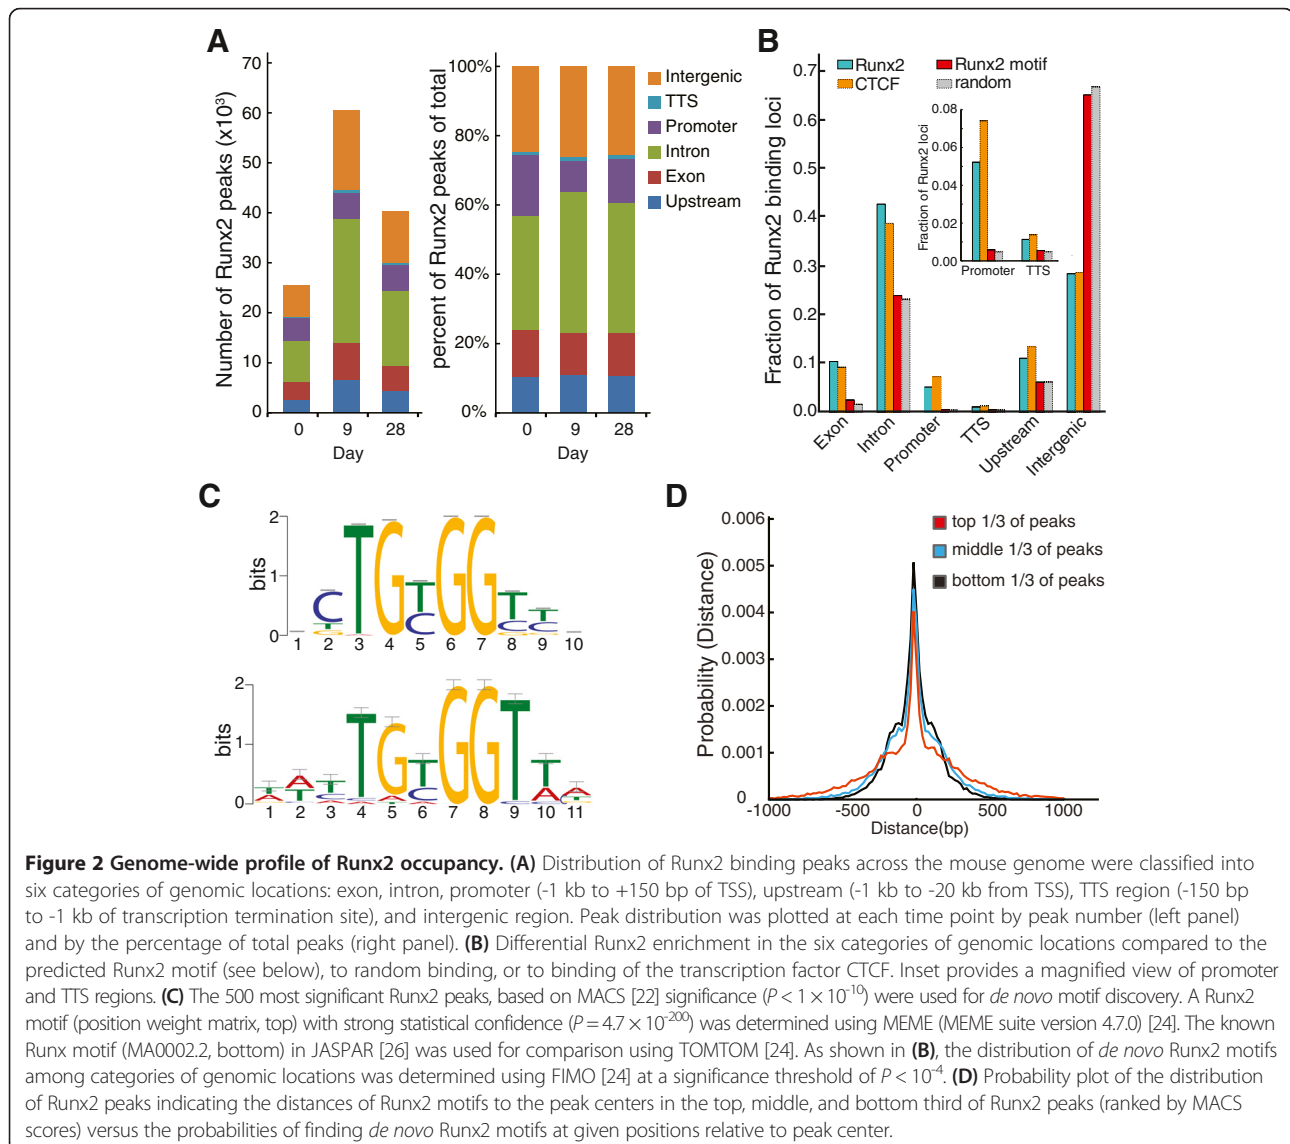 A
Number of Runx2 peaks (x10³)
70
60
50
40
30
20
10
0
0 9 28
Day
percent of Runx2 peaks of total
100%
80%
60%
40%
20%
0%
0 9 28
Day
Intergenic
TTS
Promoter
Intron
Exon
Upstream
B
Fraction of Runx2 binding loci
0.7
0.6
0.5
0.4
0.3
0.2
0.1
0.0
Runx2 Runx2 motif
CTCF random
Fraction of Runx2 loci
0.08
0.06
0.04
0.02
0.00
Promoter TTS
Exon Intron Promoter TTS Upstream Intergenic
C
bits
2
1
0
C T G T G G T T
T C C C
G G
1 2 3 4 5 6 7 8 9 10
bits
2
1
0
1 2 3 4 5 6 7 8 9 10 11
D
Probability (Distance)
0.006
0.005
0.004
0.003
0.002
0.001
0
top 1/3 of peaks
middle 1/3 of peaks
bottom 1/3 of peaks
-1000 -500 0 500 1000
Distance(bp)
Figure 2 Genome-wide profile of Runx2 occupancy. (A) Distribution of Runx2 binding peaks across the mouse genome were classified into
six categories of genomic locations: exon, intron, promoter (-1 kb to +150 bp of TSS), upstream (-1 kb to -20 kb from TSS), TTS region (-150 bp
to -1 kb of transcription termination site), and intergenic region. Peak distribution was plotted at each time point by peak number (left panel)
and by the percentage of total peaks (right panel). (B) Differential Runx2 enrichment in the six categories of genomic locations compared to the
predicted Runx2 motif (see below), to random binding, or to binding of the transcription factor CTCF. Inset provides a magnified view of promoter
and TTS regions. (C) The 500 most significant Runx2 peaks, based on MACS [22] significance (P < 1 × 10⁻¹⁰) were used for de novo motif discovery. A Runx2
motif (position weight matrix, top) with strong statistical confidence (P = 4.7 × 10⁻²⁰⁰) was determined using MEME (MEME suite version 4.7.0) [24]. The known
Runx motif (MA0002.2, bottom) in JASPAR [26] was used for comparison using TOMTOM [24]. As shown in (B), the distribution of de novo Runx2 motifs
among categories of genomic locations was determined using FIMO [24] at a significance threshold of P < 10⁻⁴. (D) Probability plot of the distribution
of Runx2 peaks indicating the distances of Runx2 motifs to the peak centers in the top, middle, and bottom third of Runx2 peaks (ranked by MACS
scores) versus the probabilities of finding de novo Runx2 motifs at given positions relative to peak center.